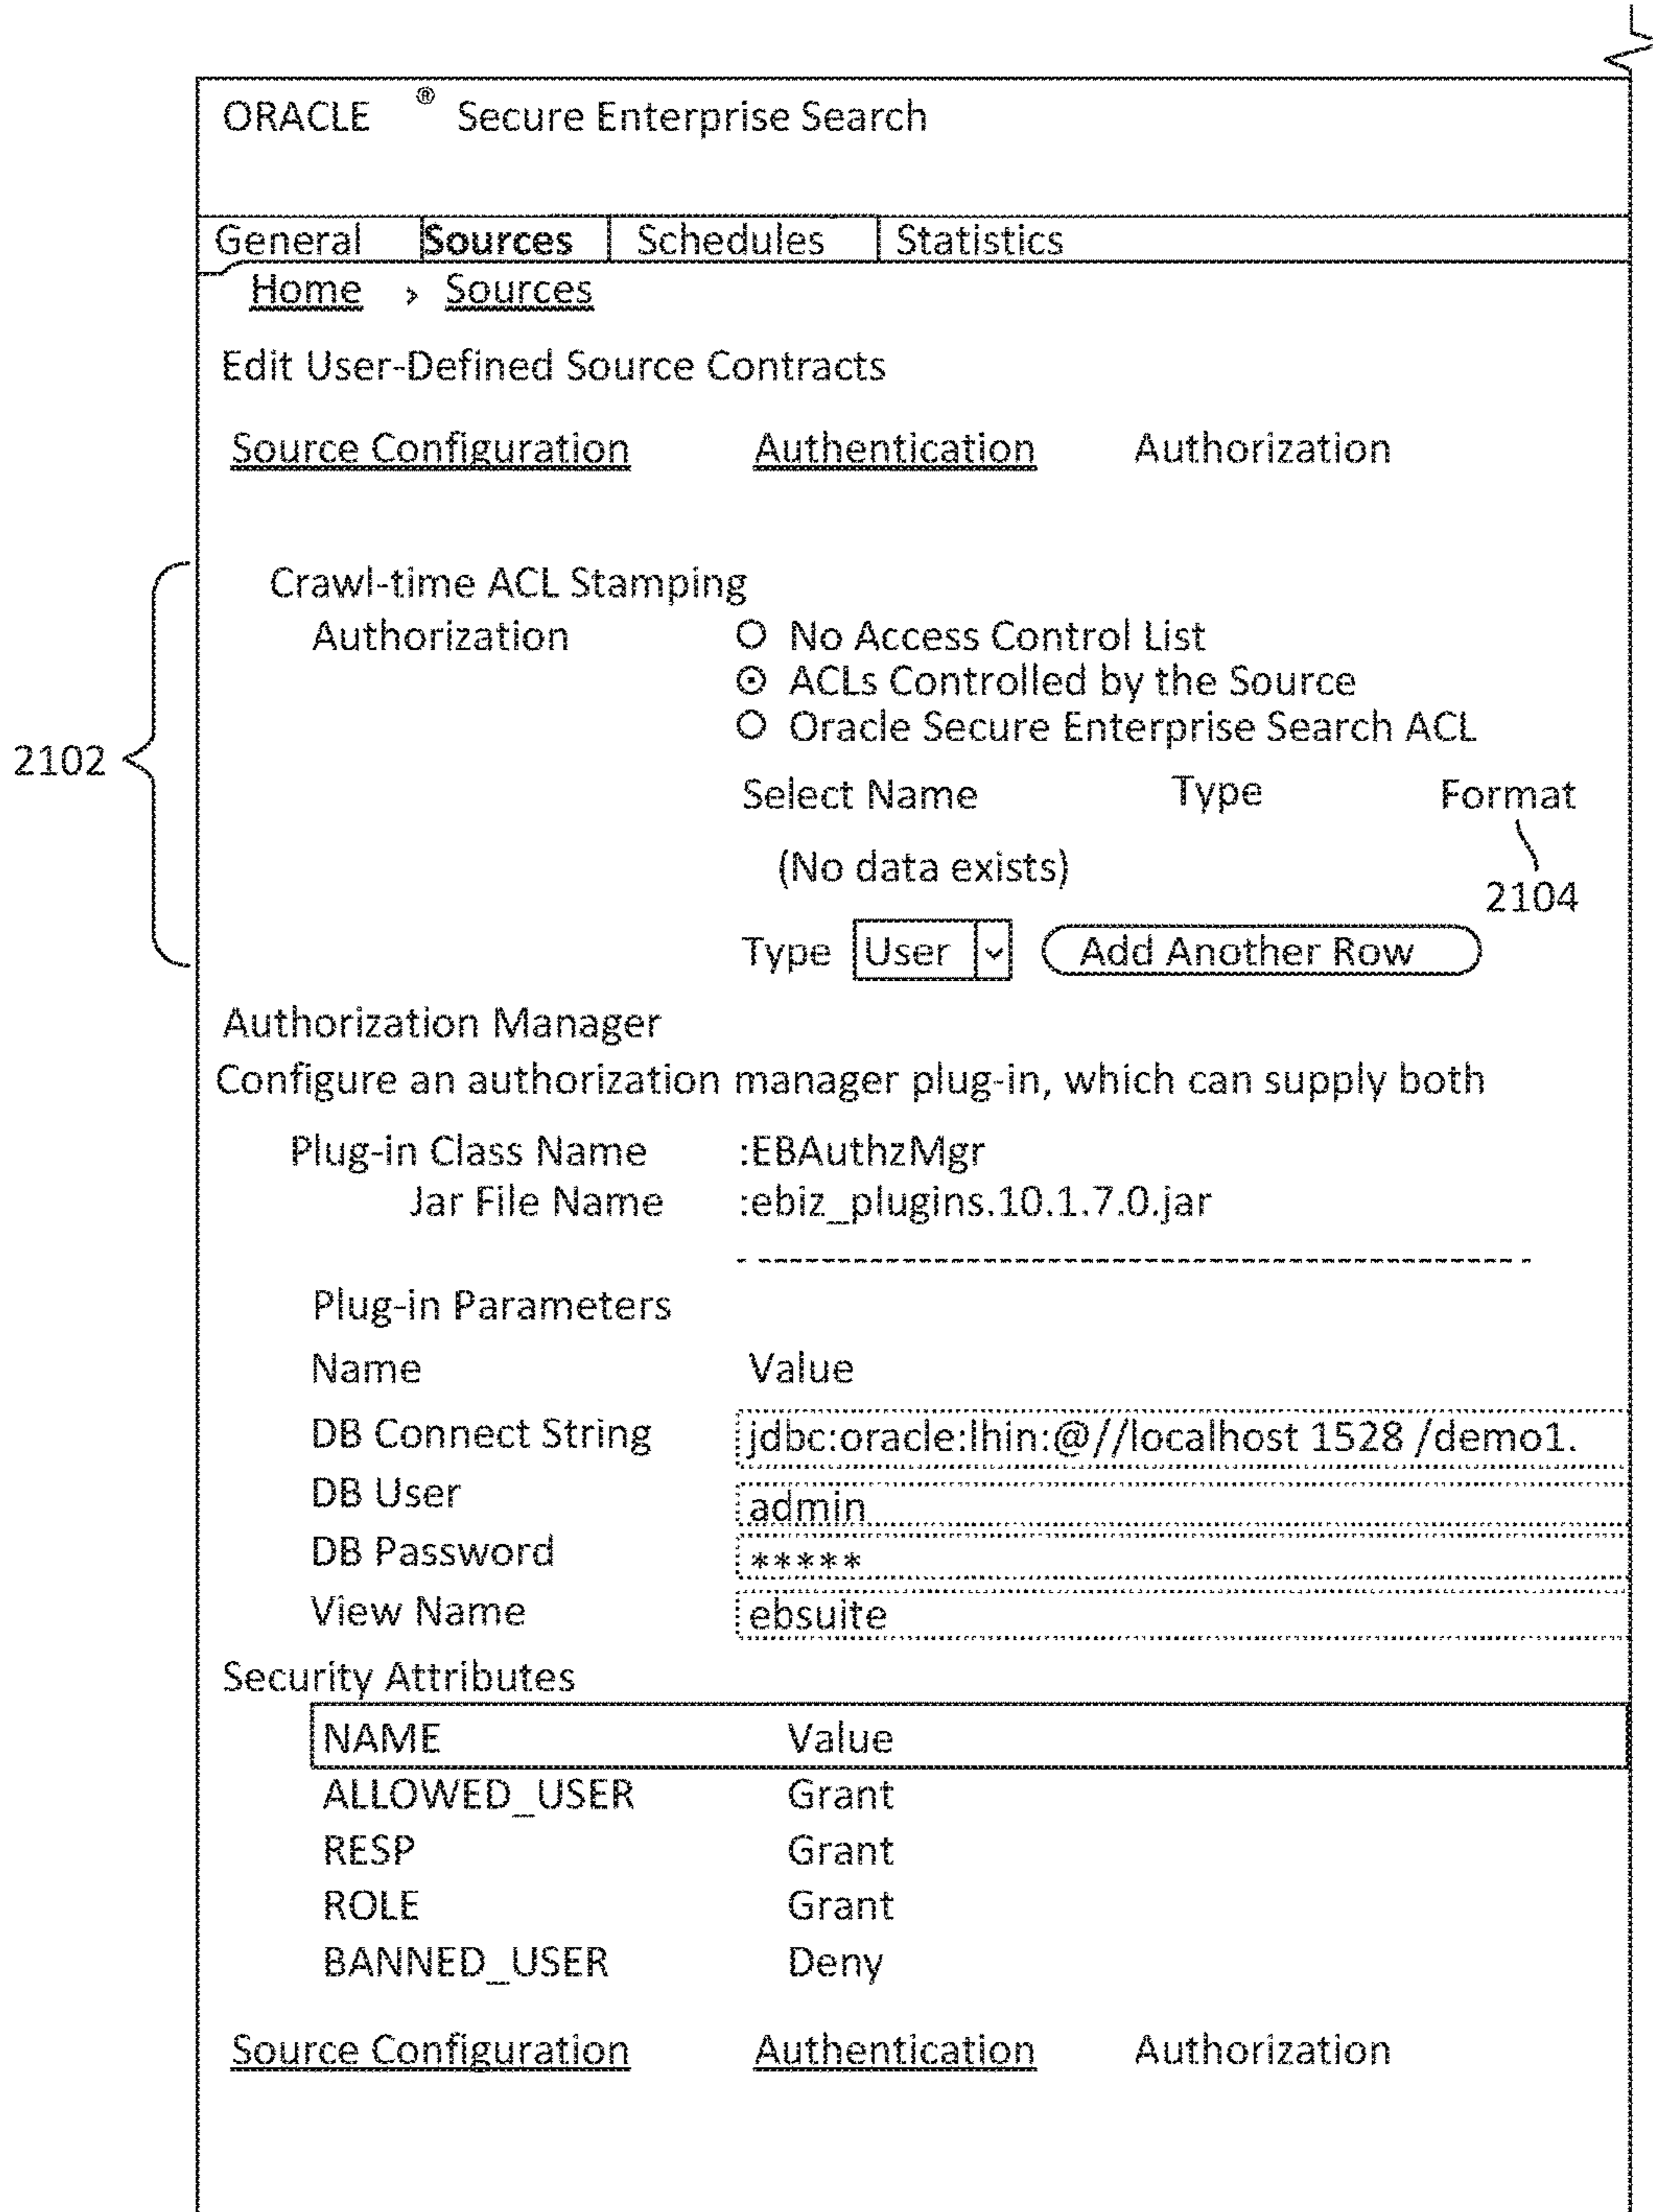 ORACLE ® Secure Enterprise Search
General Sources Schedules Statistics
Home › Sources
Edit User-Defined Source Contracts
Source Configuration Authentication Authorization
Crawl-time ACL Stamping
Authorization No Access Control List
ACLs Controlled by the Source
Oracle Secure Enterprise Search ACL
2102
Select Name Type Format
(No data exists)
2104
Type User Add Another Row
Authorization Manager
Configure an authorization manager plug-in, which can supply both
Plug-in Class Name :EBAuthzMgr
Jar File Name :ebiz_plugins.10.1.7.0.jar
Plug-in Parameters
Name Value
DB Connect String jdbc:oracle:lhin:@//localhost 1528 /demo1.
DB User admin
DB Password *****
View Name ebsuite
Security Attributes
NAME Value
ALLOWED_USER Grant
RESP Grant
ROLE Grant
BANNED_USER Deny
Source Configuration Authentication Authorization